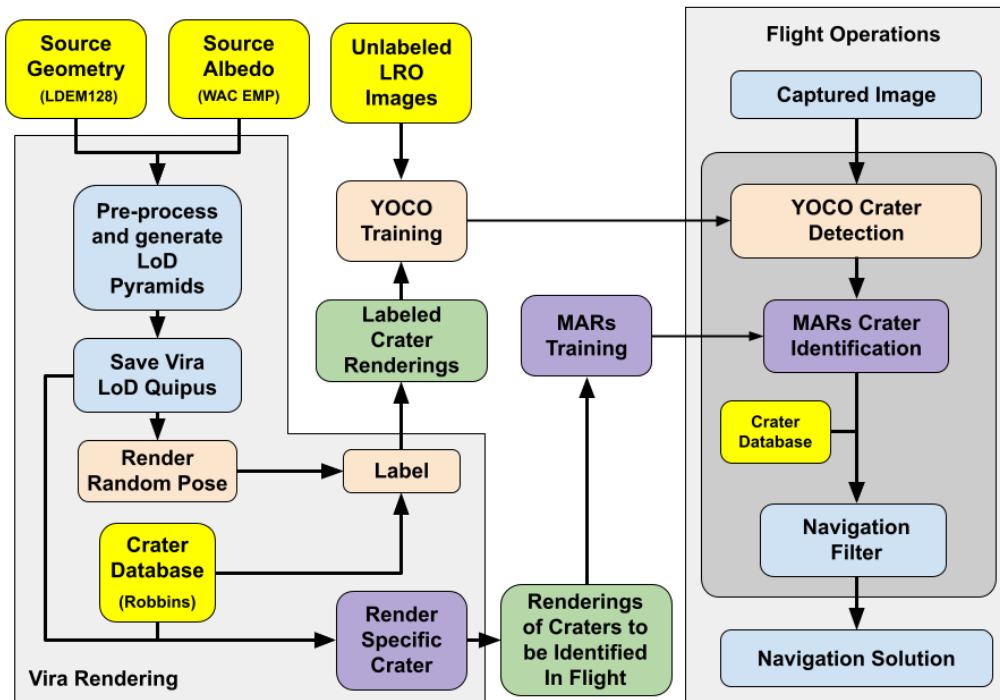 Source
Geometry
(LDEM128)
Source
Albedo
(WAC EMP)
Unlabeled
LRO
Images
Flight Operations
Captured Image
Pre-process
and generate
LoD
Pyramids
YOCO
Training
YOCO Crater
Detection
Labeled
Crater
Renderings
MARs
Training
MARs Crater
Identification
Save Vira
LoD Quipus
Crater
Database
Render
Random Pose
Label
Crater
Database
(Robbins)
Navigation
Filter
Render
Specific
Crater
Renderings
of Craters to
be Identified
In Flight
Navigation Solution
Vira Rendering